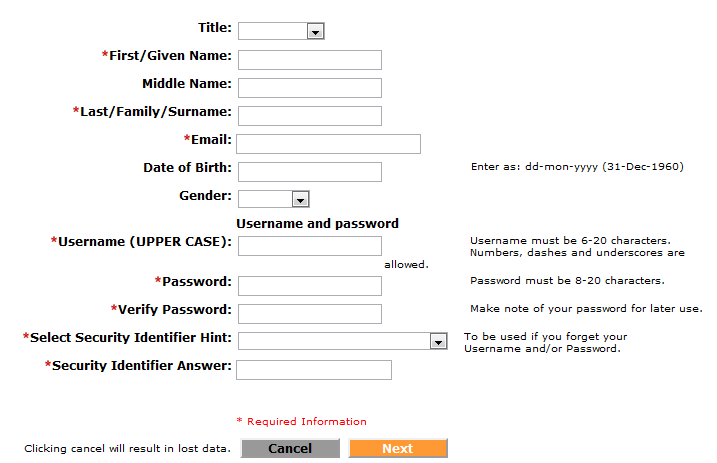 Title:
*First/Given Name:
Middle Name:
*Last/Family/Surname:
*Email:
Date of Birth: Enter as: dd-mon-yyyy (31-Dec-1960)
Gender:
Username and password
*Username (UPPER CASE): Username must be 6-20 characters.
Numbers, dashes and underscores are
allowed.
*Password: Password must be 8-20 characters.
*Verify Password: Make note of your password for later use.
*Select Security Identifier Hint: To be used if you forget your
Username and/or Password.
*Security Identifier Answer:
* Required Information
Clicking cancel will result in lost data. Cancel Next